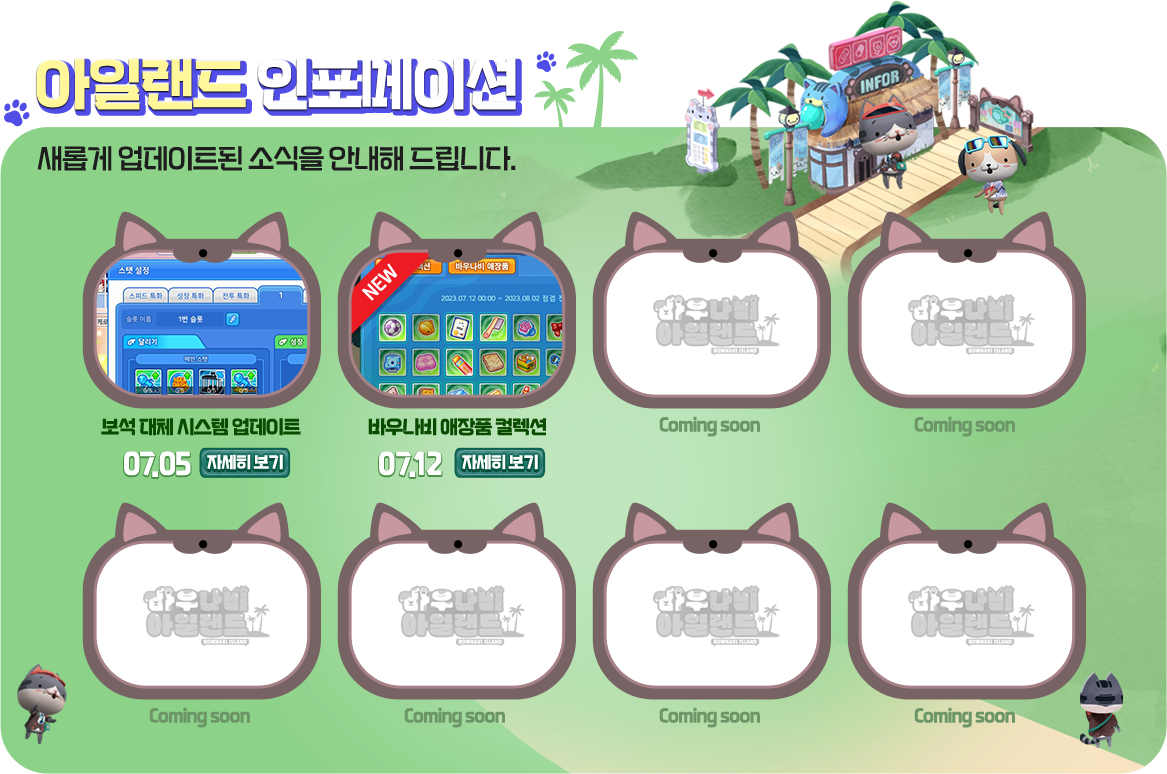 아일랜드 인포메이션
새롭게 업데이트된 소식을 안내해 드립니다.
INFOR
스탯 설정
스피드 특화 성장 특화 전투 특화 1
슬롯 이름 1번 슬롯
달리기 성장
메인 스탯
NEW
바우나비 애장품
2023.07.12 00:00 ~ 2023.08.02 점검 전
바우나비 아일랜드
BOWNAVI ISLAND
바우나비 아일랜드
BOWNAVI ISLAND
보석 대체 시스템 업데이트
07.05 자세히 보기
바우나비 애장품 컬렉션
07.12 자세히 보기
Coming soon
Coming soon
바우나비 아일랜드
BOWNAVI ISLAND
바우나비 아일랜드
BOWNAVI ISLAND
바우나비 아일랜드
BOWNAVI ISLAND
바우나비 아일랜드
BOWNAVI ISLAND
Coming soon
Coming soon
Coming soon
Coming soon